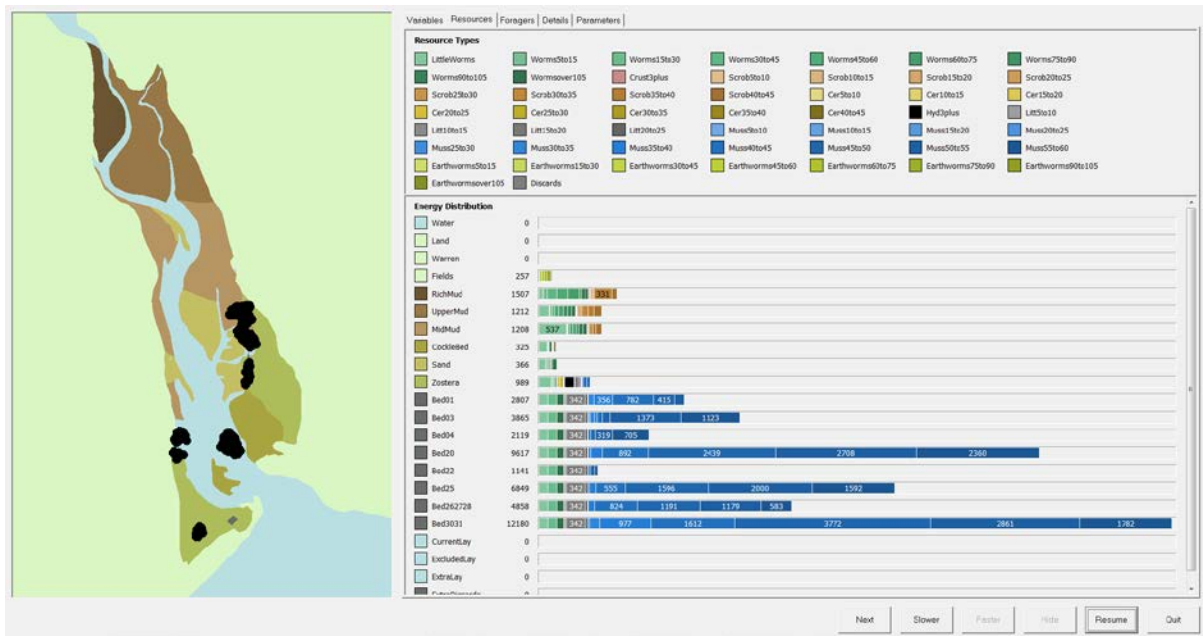 Variables Resources Foragers Details Parameters
Resource Types
LittleWorms Worms5to15 Worms15to30 Worms30to45 Worms45to60 Worms60to75 Worms75to90
Worms90to105 Wormsover105 Crust3plus Scrob5to10 Scrob10to15 Scrob15to20 Scrob20to25
Scrob25to30 Scrob30to35 Scrob35to40 Scrob40to45 Cer5to10 Cer10to15 Cer15to20
Cer20to25 Cer25to30 Cer30to35 Cer35to40 Cer40to45 Hyd3plus Litt5to10
Litt10to15 Litt15to20 Litt20to25 Muss5to10 Muss10to15 Muss15to20 Muss20to25
Muss25to30 Muss30to35 Muss35to40 Muss40to45 Muss45to50 Muss50to55 Muss55to60
Earthworms5to15 Earthworms15to30 Earthworms30to45 Earthworms45to60 Earthworms60to75 Earthworms75to90 Earthworms90to105
Earthwormsover105 Discards
Energy Distribution
Water 0
Land 0
Warren 0
Fields 257
RichMud 1507 331
UpperMud 1212
MidMud 1208 537
CockleBed 325
Sand 366
Zostera 989
Bed01 2807 342 356 782 415
Bed03 3865 342 1373 1123
Bed04 2119 342 319 705
Bed20 9617 342 892 2439 2708 2360
Bed22 1141 342
Bed25 6849 342 555 1596 2000 1592
Bed262728 4858 342 824 1191 1179 583
Bed3031 12180 342 977 1612 3772 2861 1782
CurrentLay 0
ExcludedLay 0
ExtraLay 0
Next Slower Faster Hide Resume Quit